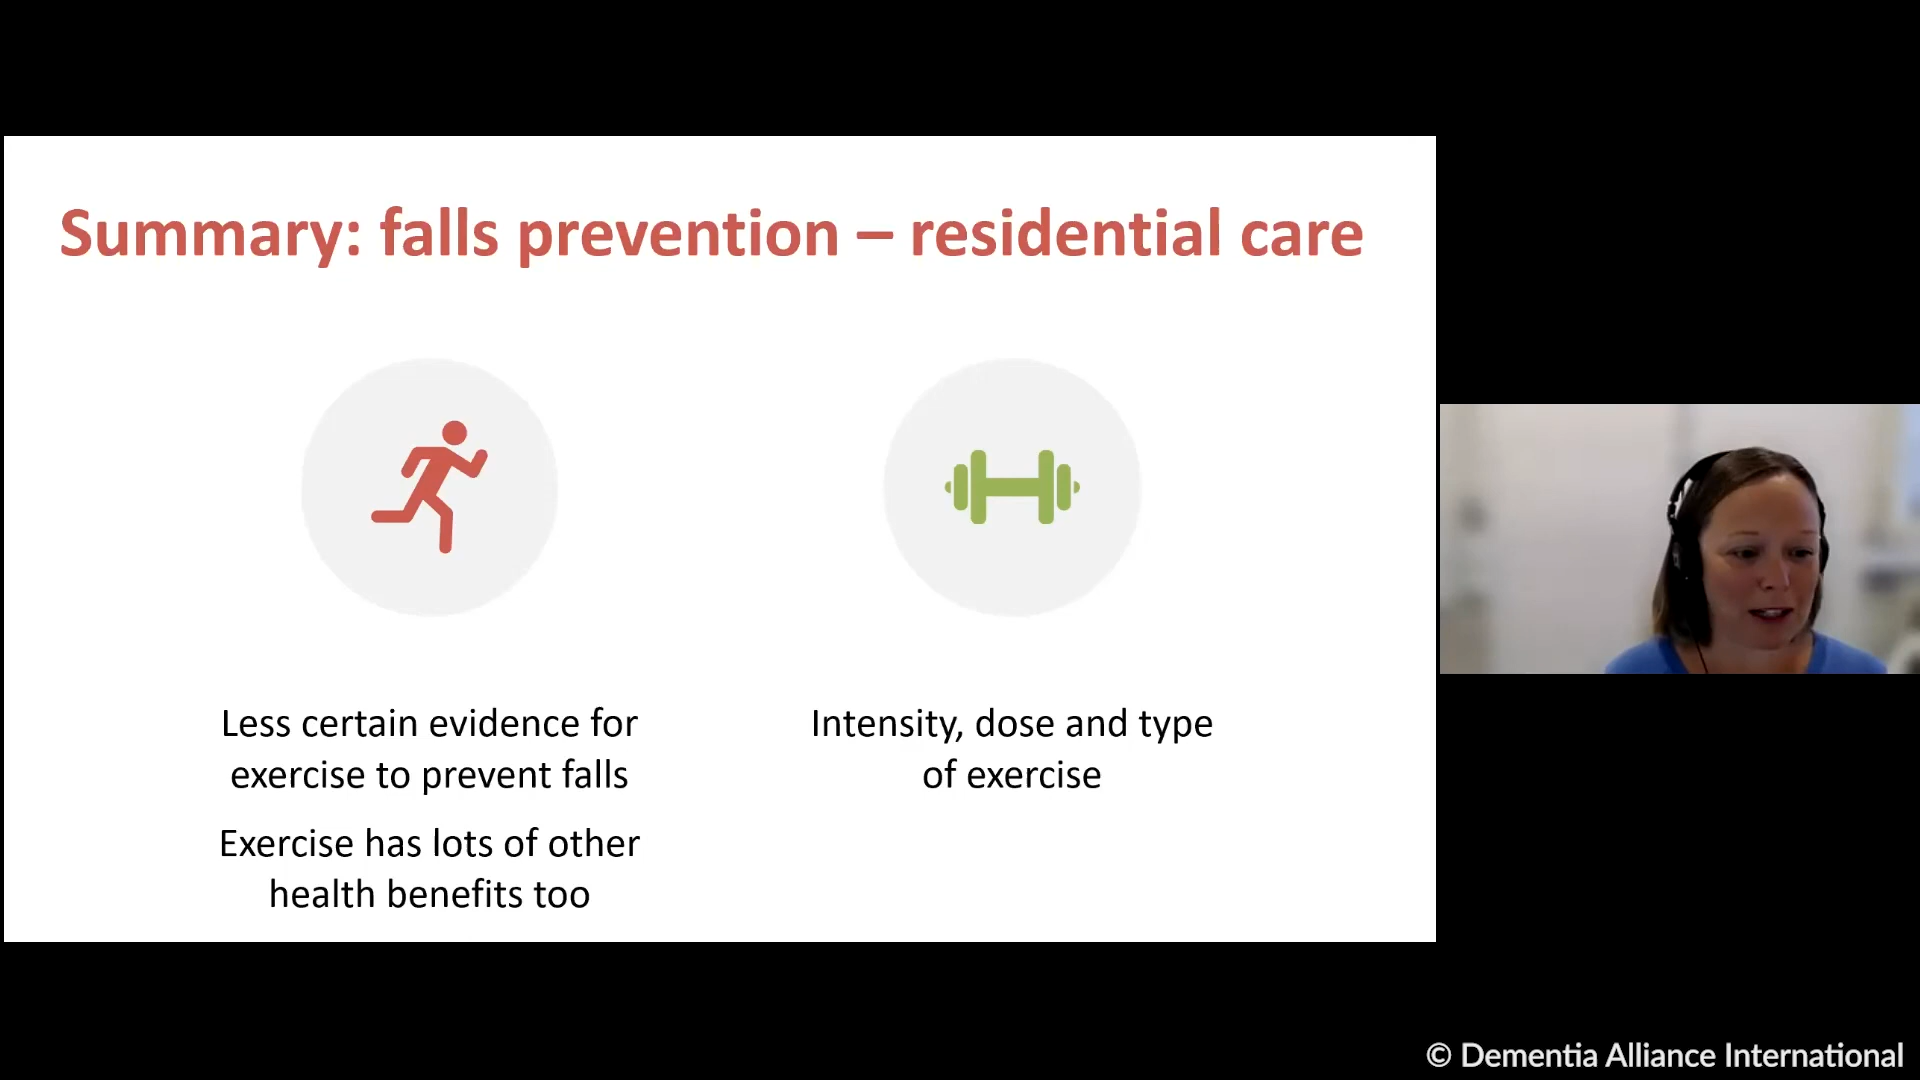 Summary: falls prevention – residential care
Less certain evidence for
exercise to prevent falls
Exercise has lots of other
health benefits too
Intensity, dose and type
of exercise
© Dementia Alliance International